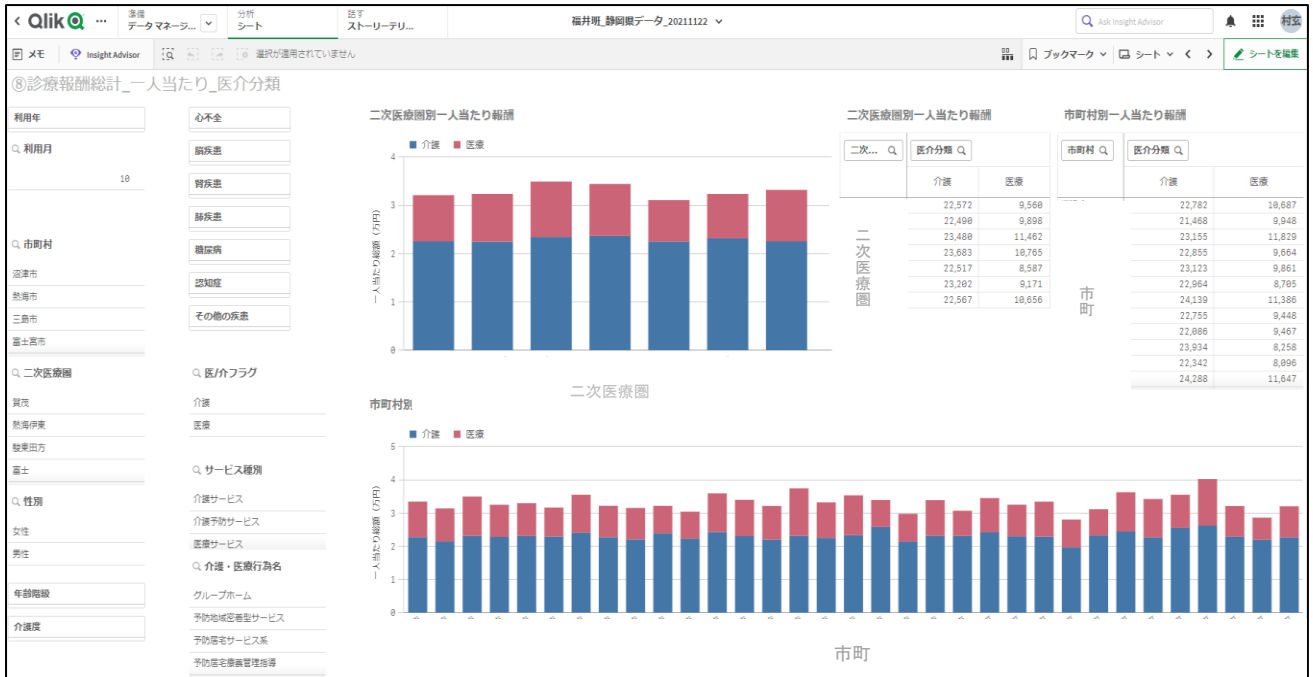 Qlik
準備
データマネージ...
分析
シート
話す
ストーリーテリ...
福井班_静岡県データ_20211122
Ask Insight Advisor
村玄
メモ
Insight Advisor
選択が適用されていません
ブックマーク
シート
シートを編集
⑧診療報酬総計_一人当たり_医介分類
利用年
利用月
10
市町村
沼津市
熱海市
三島市
富士宮市
二次医療圏
賀茂
熱海伊東
駿東田方
富士
性別
女性
男性
年齢階級
介護度
心不全
脳疾患
腎疾患
肺疾患
糖尿病
認知症
その他の疾患
医/介フラグ
介護
医療
サービス種別
介護サービス
介護予防サービス
医療サービス
介護・医療行為名
グループホーム
予防地域密着型サービス
予防居宅サービス系
予防居宅療養管理指導
二次医療圏別一人当たり報酬
介護 医療
一人当たり総額 (万円)
4
3
2
1
0
二次医療圏
二次医療圏別一人当たり報酬
二次... 医介分類
介護 医療
二次医療圏
22,572 9,560
22,490 9,898
23,480 11,462
23,683 10,765
22,517 8,587
23,202 9,171
22,567 10,656
市町村別一人当たり報酬
市町村 医介分類
介護 医療
市町
22,782 10,687
21,468 9,948
23,155 11,829
22,855 9,664
23,123 9,861
22,964 8,705
24,139 11,386
22,755 9,448
22,086 9,467
23,934 8,258
22,342 8,096
24,288 11,647
市町村別
介護 医療
一人当たり総額 (万円)
5
4
3
2
1
0
市町